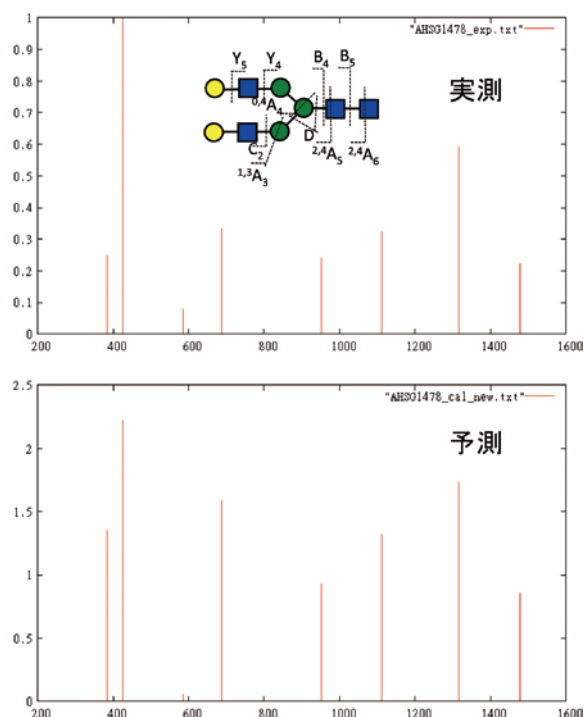 "AHSG1478_exp.txt"
実測
1
0.9
0.8
0.7
0.6
0.5
0.4
0.3
0.2
0.1
0
200 400 600 800 1000 1200 1400 1600
Y5 Y4 B4 B5
0,4A4
C2 D 2,4A5 2,4A6
1,3A3
"AHSG1478_cal_new.txt"
予測
2.5
2
1.5
1
0.5
0
200 400 600 800 1000 1200 1400 1600